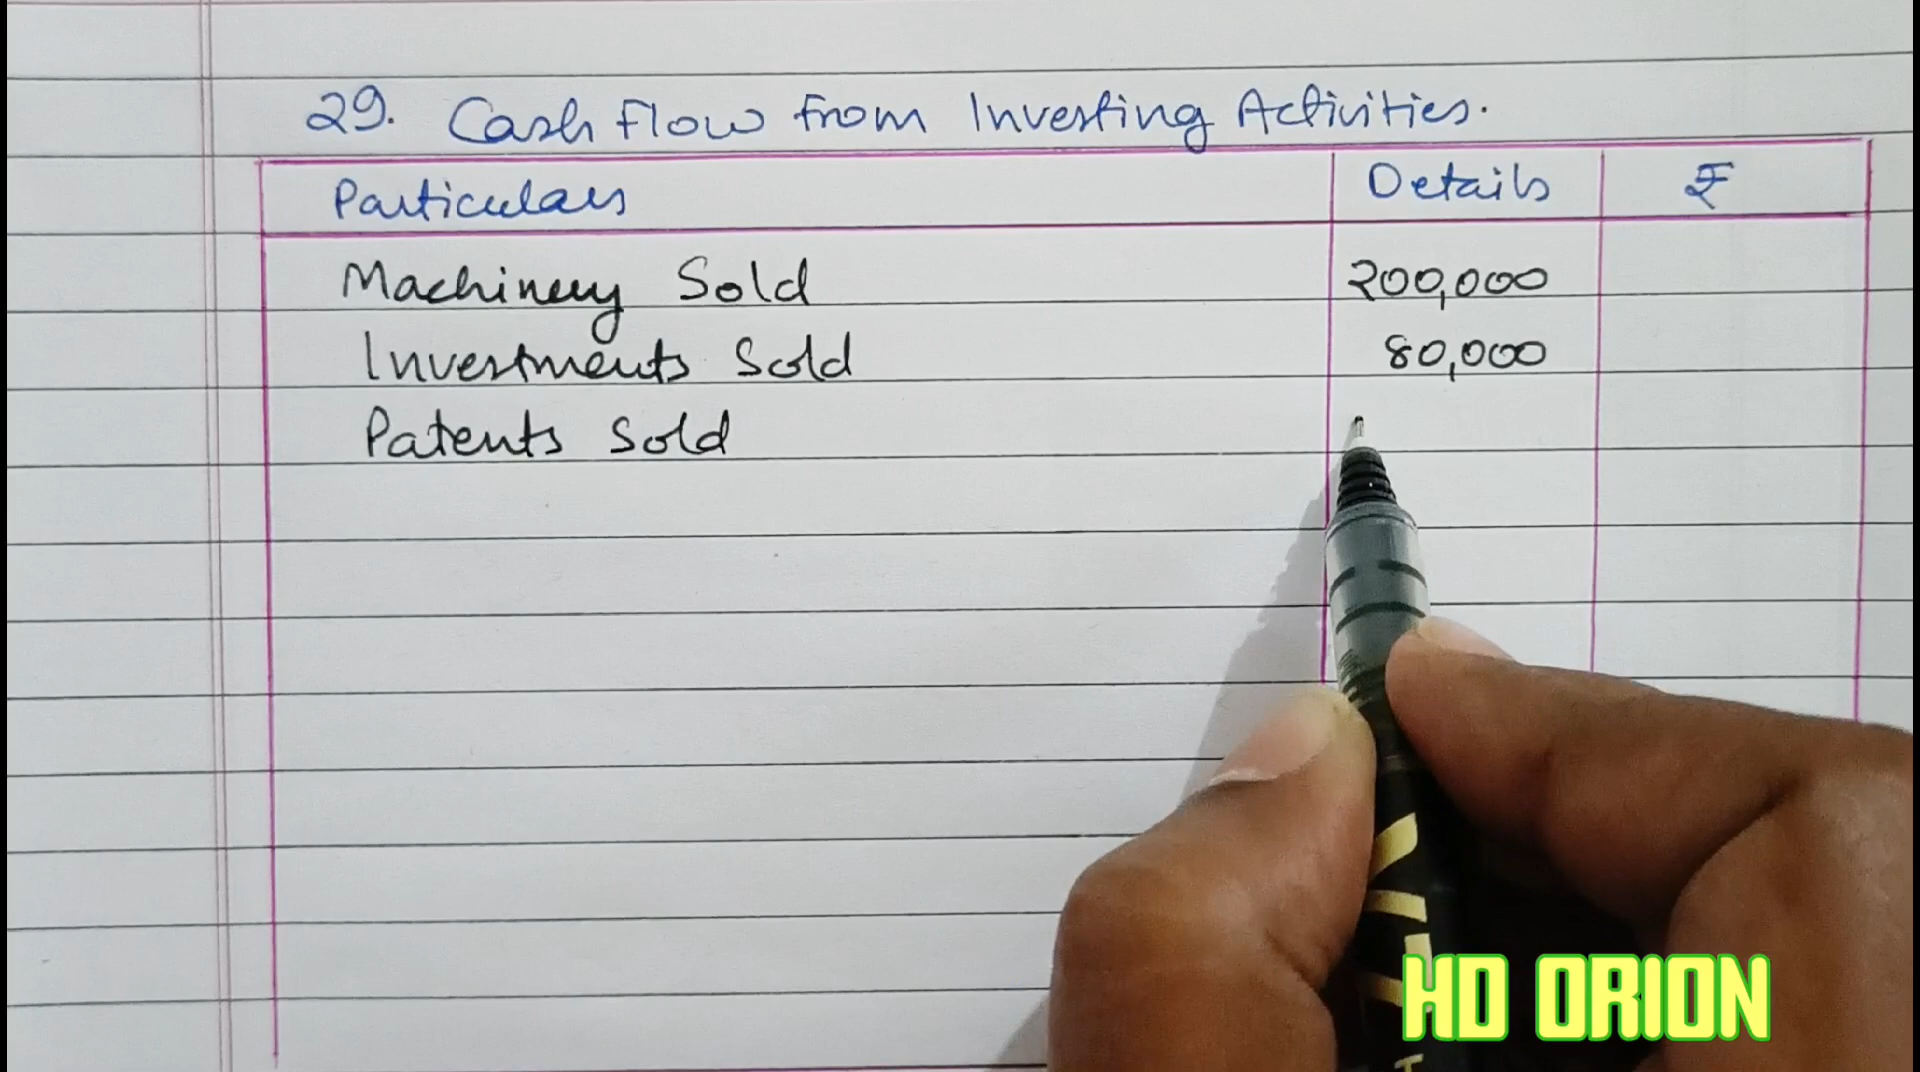 29. Cash Flow from Investing Activities.
Particulars Details ₹
Machinery Sold 200,000
Investments Sold 80,000
Patents Sold
HD ORION